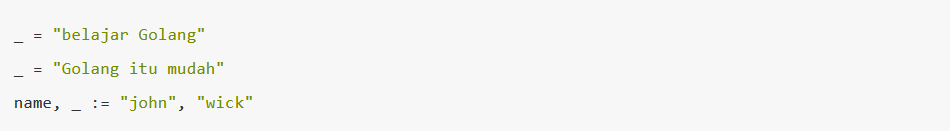 _ = "belajar Golang"
_ = "Golang itu mudah"
name, _ := "john", "wick"